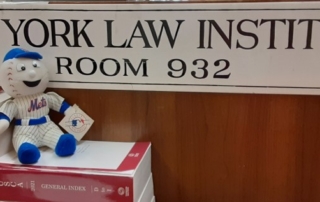 YORK LAW INSTIT
ROOM 932
Mets
GENERAL INDEX